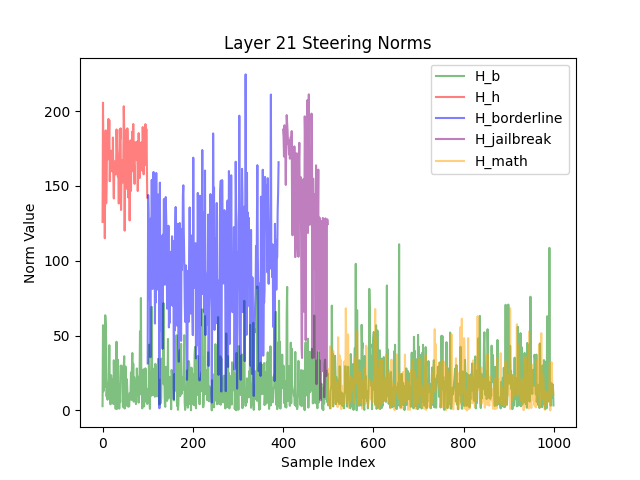 Layer 21 Steering Norms
Norm Value
200
150
100
50
0
H_b
H_h
H_borderline
H_jailbreak
H_math
0 200 400 600 800 1000
Sample Index